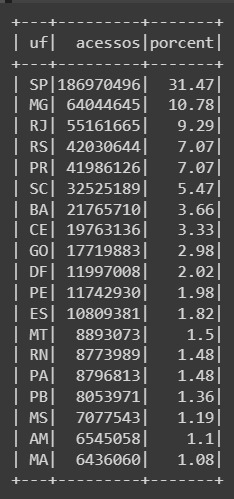 +---+---------+-------+
| uf|  acessos|porcent|
+---+---------+-------+
| SP|186970496|  31.47|
| MG| 64044645|  10.78|
| RJ| 55161665|   9.29|
| RS| 42030644|   7.07|
| PR| 41986126|   7.07|
| SC| 32525189|   5.47|
| BA| 21765710|   3.66|
| CE| 19763136|   3.33|
| GO| 17719883|   2.98|
| DF| 11997008|   2.02|
| PE| 11742930|   1.98|
| ES| 10809381|   1.82|
| MT|  8893073|    1.5|
| RN|  8773989|   1.48|
| PA|  8796813|   1.48|
| PB|  8053971|   1.36|
| MS|  7077543|   1.19|
| AM|  6545058|    1.1|
| MA|  6436060|   1.08|
+---+---------+-------+